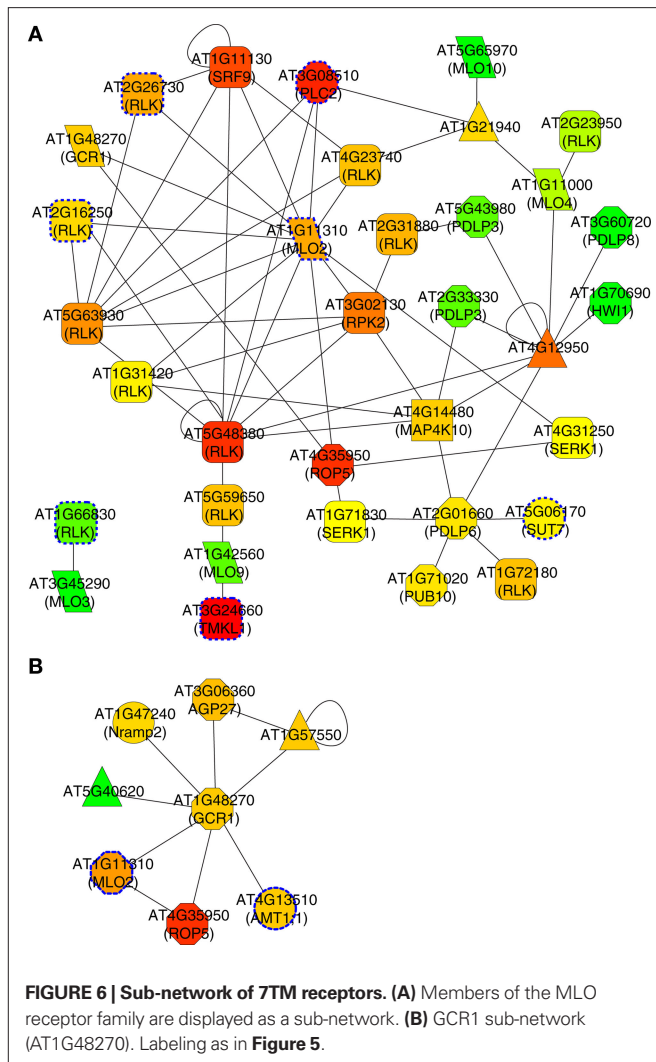 A
AT1G11130
(SRF9)
AT3G08510
(PLC2)
AT5G65970
(MLO10)
AT2G26730
(RLK)
AT1G48270
(GCR1)
AT1G21940
AT2G23950
(RLK)
AT4G23740
(RLK)
AT1G11000
(MLO4)
AT2G16250
(RLK)
AT1G11310
(MLO2)
AT2G31880
(RLK)
AT5G43980
(PDLP3)
AT3G60720
(PDLP8)
AT5G63930
(RLK)
AT3G02130
(RPK2)
AT2G33330
(PDLP3)
AT1G70690
(HWI1)
AT4G12950
AT1G31420
(RLK)
AT5G48380
(RLK)
AT4G14480
(MAP4K10)
AT4G35950
(ROP5)
AT4G31250
(SERK1)
AT1G66830
(RLK)
AT5G59650
(RLK)
AT1G71830
(SERK1)
AT2G01660
(PDLP6)
AT5G06170
(SUT7)
AT3G45290
(MLO3)
AT1G42560
(MLO9)
AT3G24660
(TMKL1)
AT1G71020
(PUB10)
AT1G72180
(RLK)
B
AT3G06360
AGP27)
AT1G47240
(Nramp2)
AT1G57550
AT5G40620
AT1G48270
(GCR1)
AT1G11310
(MLO2)
AT4G35950
(ROP5)
AT4G13510
(AMT1;1)
FIGURE 6 | Sub-network of 7TM receptors. (A) Members of the MLO
receptor family are displayed as a sub-network. (B) GCR1 sub-network
(AT1G48270). Labeling as in Figure 5.